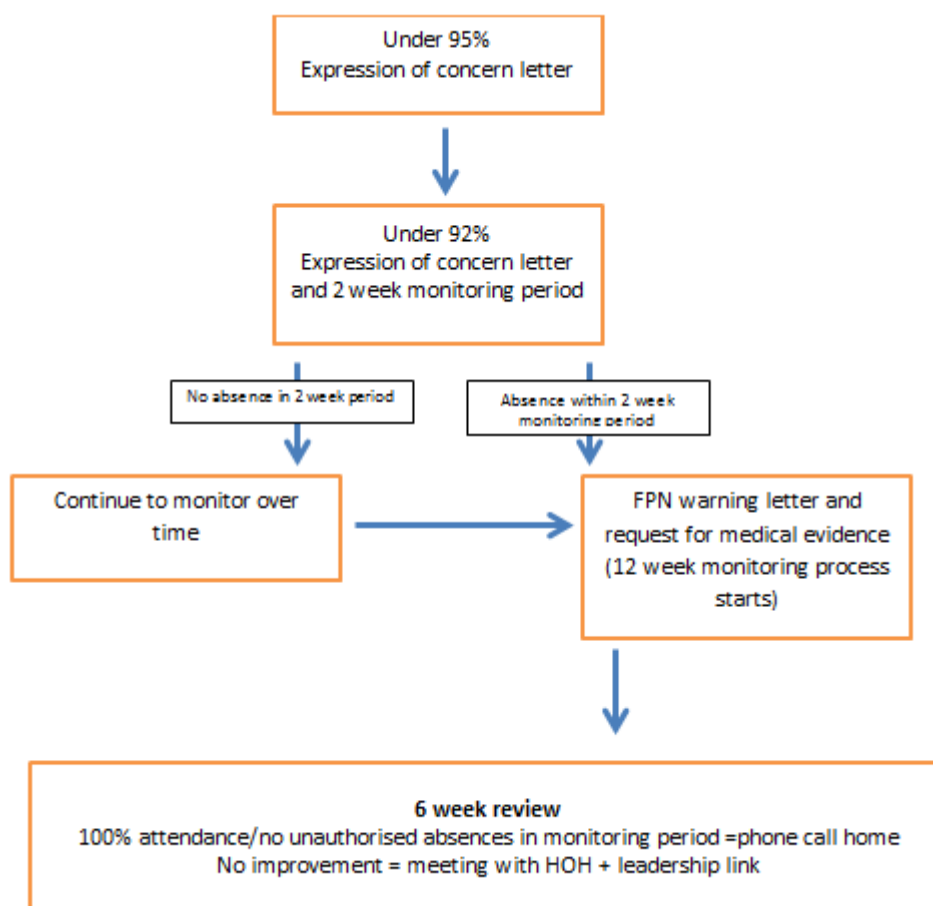 Under 95%
Expression of concern letter
Under 92%
Expression of concern letter
and 2 week monitoring period
No absence in 2 week period
Absence within 2 week
monitoring period
Continue to monitor over
time
FPN warning letter and
request for medical evidence
(12 week monitoring process
starts)
6 week review
100% attendance/no unauthorised absences in monitoring period =phone call home
No improvement = meeting with HOH + leadership link